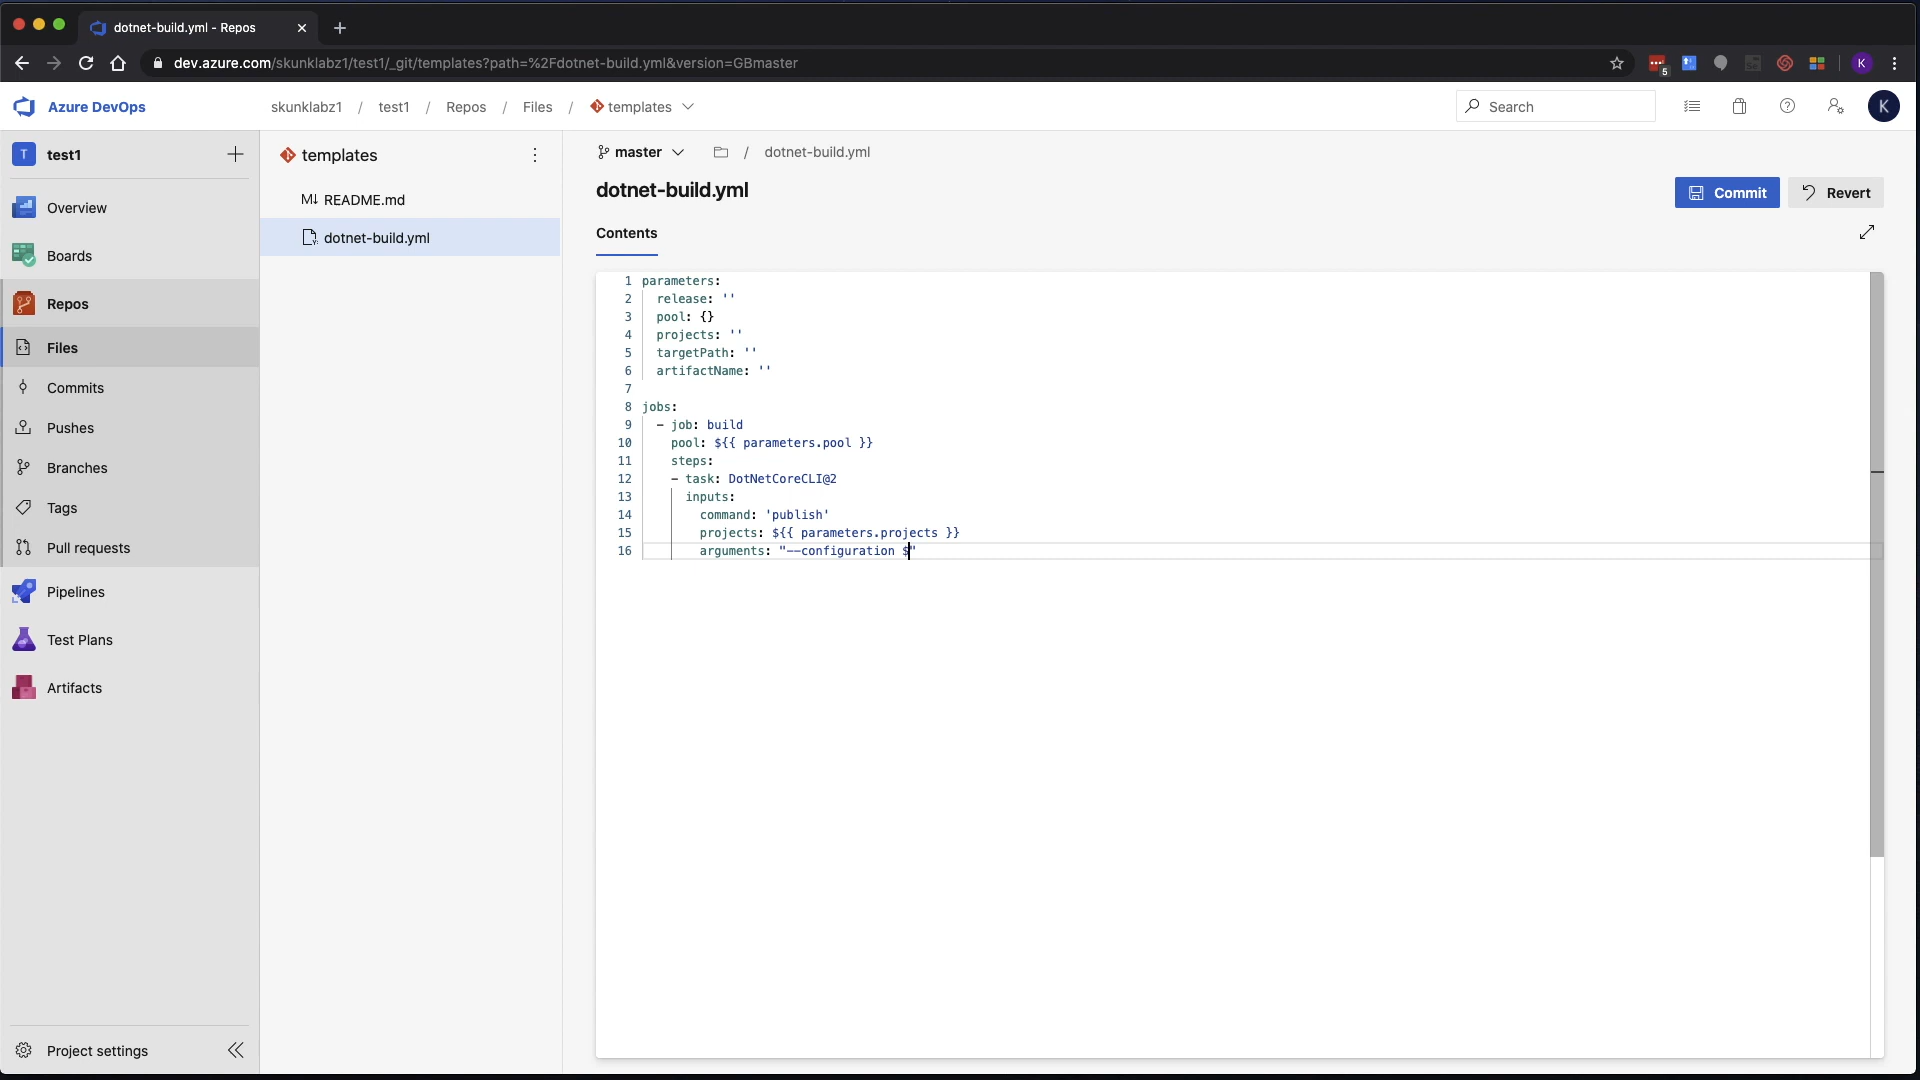 dotnet-build.yml - Repos
dev.azure.com/skunklabz1/test1/_git/templates?path=%2Fdotnet-build.yml&version=GBmaster
5
K
Azure DevOps
skunklabz1 / test1 / Repos / Files / templates
Search
K
T test1
templates
master / dotnet-build.yml
README.md
dotnet-build.yml
dotnet-build.yml
Commit
Revert
Overview
Boards
Contents
Repos
Files
Commits
Pushes
Branches
Tags
Pull requests
Pipelines
Test Plans
Artifacts
Project settings
1 parameters:
2   release: ''
3   pool: {}
4   projects: ''
5   targetPath: ''
6   artifactName: ''
7
8 jobs:
9   - job: build
10     pool: ${{ parameters.pool }}
11     steps:
12     - task: DotNetCoreCLI@2
13       inputs:
14         command: 'publish'
15         projects: ${{ parameters.projects }}
16         arguments: "--configuration $"